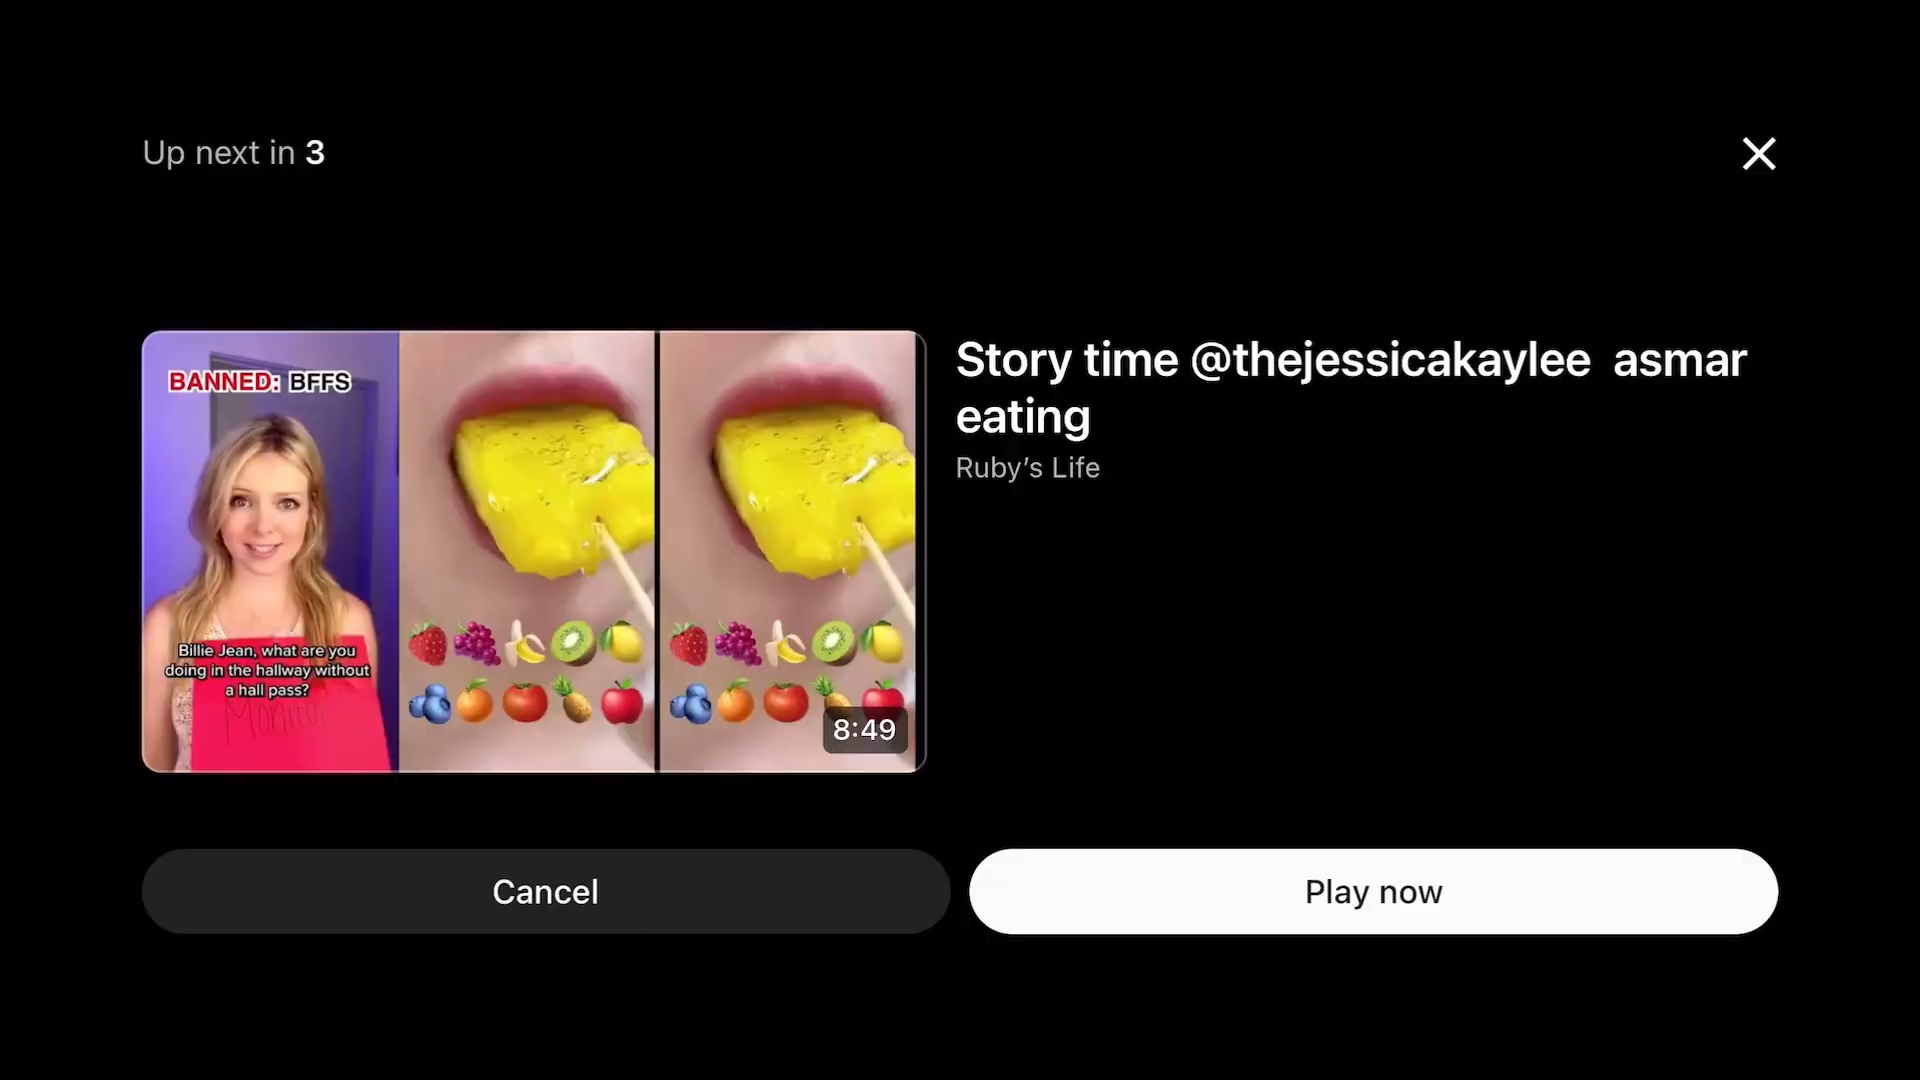 Up next in 3
BANNED: BFFS
Billie Jean, what are you
doing in the hallway without
a hall pass?
Monitor
8:49
Story time @thejessicakaylee asmar
eating
Ruby's Life
Cancel
Play now